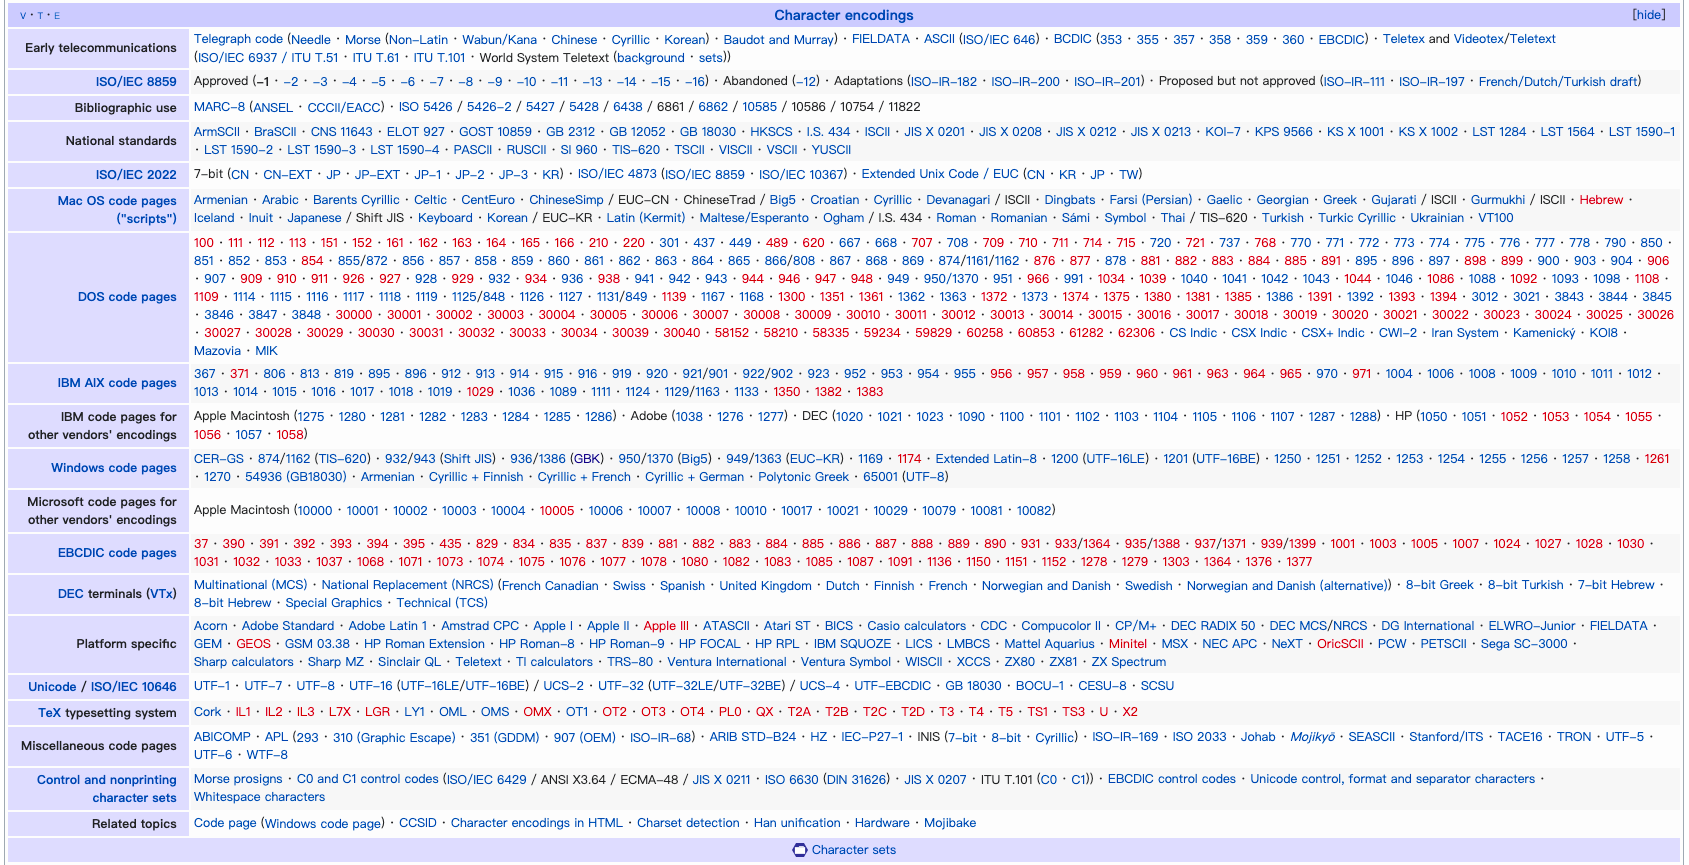 V · T · E Character encodings [hide]
Early telecommunications Telegraph code (Needle · Morse (Non-Latin · Wabun/Kana · Chinese · Cyrillic · Korean) · Baudot and Murray) · FIELDATA · ASCII (ISO/IEC 646) · BCDIC (353 · 355 · 357 · 358 · 359 · 360 · EBCDIC) · Teletex and Videotex/Teletext
(ISO/IEC 6937 / ITU T.51 · ITU T.61 · ITU T.101 · World System Teletext (background · sets))
ISO/IEC 8859 Approved (–1 · –2 · –3 · –4 · –5 · –6 · –7 · –8 · –9 · –10 · –11 · –13 · –14 · –15 · –16) · Abandoned (–12) · Adaptations (ISO-IR-182 · ISO-IR-200 · ISO-IR-201) · Proposed but not approved (ISO-IR-111 · ISO-IR-197 · French/Dutch/Turkish draft)
Bibliographic use MARC-8 (ANSEL · CCCII/EACC) · ISO 5426 / 5426-2 / 5427 / 5428 / 6438 / 6861 / 6862 / 10585 / 10586 / 10754 / 11822
National standards ArmSCII · BraSCII · CNS 11643 · ELOT 927 · GOST 10859 · GB 2312 · GB 12052 · GB 18030 · HKSCS · I.S. 434 · ISCII · JIS X 0201 · JIS X 0208 · JIS X 0212 · JIS X 0213 · KOI-7 · KPS 9566 · KS X 1001 · KS X 1002 · LST 1284 · LST 1564 · LST 1590-1
· LST 1590-2 · LST 1590-3 · LST 1590-4 · PASCII · RUSCII · SI 960 · TIS-620 · TSCII · VISCII · VSCII · YUSCII
ISO/IEC 2022 7-bit (CN · CN-EXT · JP · JP-EXT · JP-1 · JP-2 · JP-3 · KR) · ISO/IEC 4873 (ISO/IEC 8859 · ISO/IEC 10367) · Extended Unix Code / EUC (CN · KR · JP · TW)
Mac OS code pages ("scripts") Armenian · Arabic · Barents Cyrillic · Celtic · CentEuro · ChineseSimp / EUC-CN · ChineseTrad / Big5 · Croatian · Cyrillic · Devanagari / ISCII · Dingbats · Farsi (Persian) · Gaelic · Georgian · Greek · Gujarati / ISCII · Gurmukhi / ISCII · Hebrew ·
Iceland · Inuit · Japanese / Shift JIS · Keyboard · Korean / EUC-KR · Latin (Kermit) · Maltese/Esperanto · Ogham / I.S. 434 · Roman · Romanian · Sámi · Symbol · Thai / TIS-620 · Turkish · Turkic Cyrillic · Ukrainian · VT100
DOS code pages 100 · 111 · 112 · 113 · 151 · 152 · 161 · 162 · 163 · 164 · 165 · 166 · 210 · 220 · 301 · 437 · 449 · 489 · 620 · 667 · 668 · 707 · 708 · 709 · 710 · 711 · 714 · 715 · 720 · 721 · 737 · 768 · 770 · 771 · 772 · 773 · 774 · 775 · 776 · 777 · 778 · 790 · 850 ·
851 · 852 · 853 · 854 · 855/872 · 856 · 857 · 858 · 859 · 860 · 861 · 862 · 863 · 864 · 865 · 866/808 · 867 · 868 · 869 · 874/1161/1162 · 876 · 877 · 878 · 881 · 882 · 883 · 884 · 885 · 891 · 895 · 896 · 897 · 898 · 899 · 900 · 903 · 904 · 906
· 907 · 909 · 910 · 911 · 926 · 927 · 928 · 929 · 932 · 934 · 936 · 938 · 941 · 942 · 943 · 944 · 946 · 947 · 948 · 949 · 950/1370 · 951 · 966 · 991 · 1034 · 1039 · 1040 · 1041 · 1042 · 1043 · 1044 · 1046 · 1086 · 1088 · 1092 · 1093 · 1098 · 1108 ·
1109 · 1114 · 1115 · 1116 · 1117 · 1118 · 1119 · 1125/848 · 1126 · 1127 · 1131/849 · 1139 · 1167 · 1168 · 1300 · 1351 · 1361 · 1362 · 1363 · 1372 · 1373 · 1374 · 1375 · 1380 · 1381 · 1385 · 1386 · 1391 · 1392 · 1393 · 1394 · 3012 · 3021 · 3843 · 3844 · 3845
· 3846 · 3847 · 3848 · 30000 · 30001 · 30002 · 30003 · 30004 · 30005 · 30006 · 30007 · 30008 · 30009 · 30010 · 30011 · 30012 · 30013 · 30014 · 30015 · 30016 · 30017 · 30018 · 30019 · 30020 · 30021 · 30022 · 30023 · 30024 · 30025 · 30026
· 30027 · 30028 · 30029 · 30030 · 30031 · 30032 · 30033 · 30034 · 30039 · 30040 · 58152 · 58210 · 58335 · 59234 · 59829 · 60258 · 60853 · 61282 · 62306 · CS Indic · CSX Indic · CSX+ Indic · CWI-2 · Iran System · Kamenický · KOI8 ·
Mazovia · MIK
IBM AIX code pages 367 · 371 · 806 · 813 · 819 · 895 · 896 · 912 · 913 · 914 · 915 · 916 · 919 · 920 · 921/901 · 922/902 · 923 · 952 · 953 · 954 · 955 · 956 · 957 · 958 · 959 · 960 · 961 · 963 · 964 · 965 · 970 · 971 · 1004 · 1006 · 1008 · 1009 · 1010 · 1011 · 1012 ·
1013 · 1014 · 1015 · 1016 · 1017 · 1018 · 1019 · 1029 · 1036 · 1089 · 1111 · 1124 · 1129/1163 · 1133 · 1350 · 1382 · 1383
IBM code pages for other vendors' encodings Apple Macintosh (1275 · 1280 · 1281 · 1282 · 1283 · 1284 · 1285 · 1286) · Adobe (1038 · 1276 · 1277) · DEC (1020 · 1021 · 1023 · 1090 · 1100 · 1101 · 1102 · 1103 · 1104 · 1105 · 1106 · 1107 · 1287 · 1288) · HP (1050 · 1051 · 1052 · 1053 · 1054 · 1055 ·
1056 · 1057 · 1058)
Windows code pages CER-GS · 874/1162 (TIS-620) · 932/943 (Shift JIS) · 936/1386 (GBK) · 950/1370 (Big5) · 949/1363 (EUC-KR) · 1169 · 1174 · Extended Latin-8 · 1200 (UTF-16LE) · 1201 (UTF-16BE) · 1250 · 1251 · 1252 · 1253 · 1254 · 1255 · 1256 · 1257 · 1258 · 1261
· 1270 · 54936 (GB18030) · Armenian · Cyrillic + Finnish · Cyrillic + French · Cyrillic + German · Polytonic Greek · 65001 (UTF-8)
Microsoft code pages for other vendors' encodings Apple Macintosh (10000 · 10001 · 10002 · 10003 · 10004 · 10005 · 10006 · 10007 · 10008 · 10010 · 10017 · 10021 · 10029 · 10079 · 10081 · 10082)
EBCDIC code pages 37 · 390 · 391 · 392 · 393 · 394 · 395 · 435 · 829 · 834 · 835 · 837 · 839 · 881 · 882 · 883 · 884 · 885 · 886 · 887 · 888 · 889 · 890 · 931 · 933/1364 · 935/1388 · 937/1371 · 939/1399 · 1001 · 1003 · 1005 · 1007 · 1024 · 1027 · 1028 · 1030 ·
1031 · 1032 · 1033 · 1037 · 1068 · 1071 · 1073 · 1074 · 1075 · 1076 · 1077 · 1078 · 1080 · 1082 · 1083 · 1085 · 1087 · 1091 · 1136 · 1150 · 1151 · 1152 · 1278 · 1279 · 1303 · 1364 · 1376 · 1377
DEC terminals (VTx) Multinational (MCS) · National Replacement (NRCS) (French Canadian · Swiss · Spanish · United Kingdom · Dutch · Finnish · French · Norwegian and Danish · Swedish · Norwegian and Danish (alternative)) · 8-bit Greek · 8-bit Turkish · 7-bit Hebrew ·
8-bit Hebrew · Special Graphics · Technical (TCS)
Platform specific Acorn · Adobe Standard · Adobe Latin 1 · Amstrad CPC · Apple I · Apple II · Apple III · ATASCII · Atari ST · BICS · Casio calculators · CDC · Compucolor II · CP/M+ · DEC RADIX 50 · DEC MCS/NRCS · DG International · ELWRO-Junior · FIELDATA ·
GEM · GEOS · GSM 03.38 · HP Roman Extension · HP Roman-8 · HP Roman-9 · HP FOCAL · HP RPL · IBM SQUOZE · LICS · LMBCS · Mattel Aquarius · Minitel · MSX · NEC APC · NeXT · OricSCII · PCW · PETSCII · Sega SC-3000 ·
Sharp calculators · Sharp MZ · Sinclair QL · Teletext · TI calculators · TRS-80 · Ventura International · Ventura Symbol · WISCII · XCCS · ZX80 · ZX81 · ZX Spectrum
Unicode / ISO/IEC 10646 UTF-1 · UTF-7 · UTF-8 · UTF-16 (UTF-16LE/UTF-16BE) / UCS-2 · UTF-32 (UTF-32LE/UTF-32BE) / UCS-4 · UTF-EBCDIC · GB 18030 · BOCU-1 · CESU-8 · SCSU
TeX typesetting system Cork · IL1 · IL2 · IL3 · L7X · LGR · LY1 · OML · OMS · OMX · OT1 · OT2 · OT3 · OT4 · PL0 · QX · T2A · T2B · T2C · T2D · T3 · T4 · T5 · TS1 · TS3 · U · X2
Miscellaneous code pages ABICOMP · APL (293 · 310 (Graphic Escape) · 351 (GDDM) · 907 (OEM) · ISO-IR-68) · ARIB STD-B24 · HZ · IEC-P27-1 · INIS (7-bit · 8-bit · Cyrillic) · ISO-IR-169 · ISO 2033 · Johab · Mojikyō · SEASCII · Stanford/ITS · TACE16 · TRON · UTF-5 ·
UTF-6 · WTF-8
Control and nonprinting character sets Morse prosigns · C0 and C1 control codes (ISO/IEC 6429 / ANSI X3.64 / ECMA-48 / JIS X 0211 · ISO 6630 (DIN 31626) · JIS X 0207 · ITU T.101 (C0 · C1)) · EBCDIC control codes · Unicode control, format and separator characters ·
Whitespace characters
Related topics Code page (Windows code page) · CCSID · Character encodings in HTML · Charset detection · Han unification · Hardware · Mojibake
Character sets